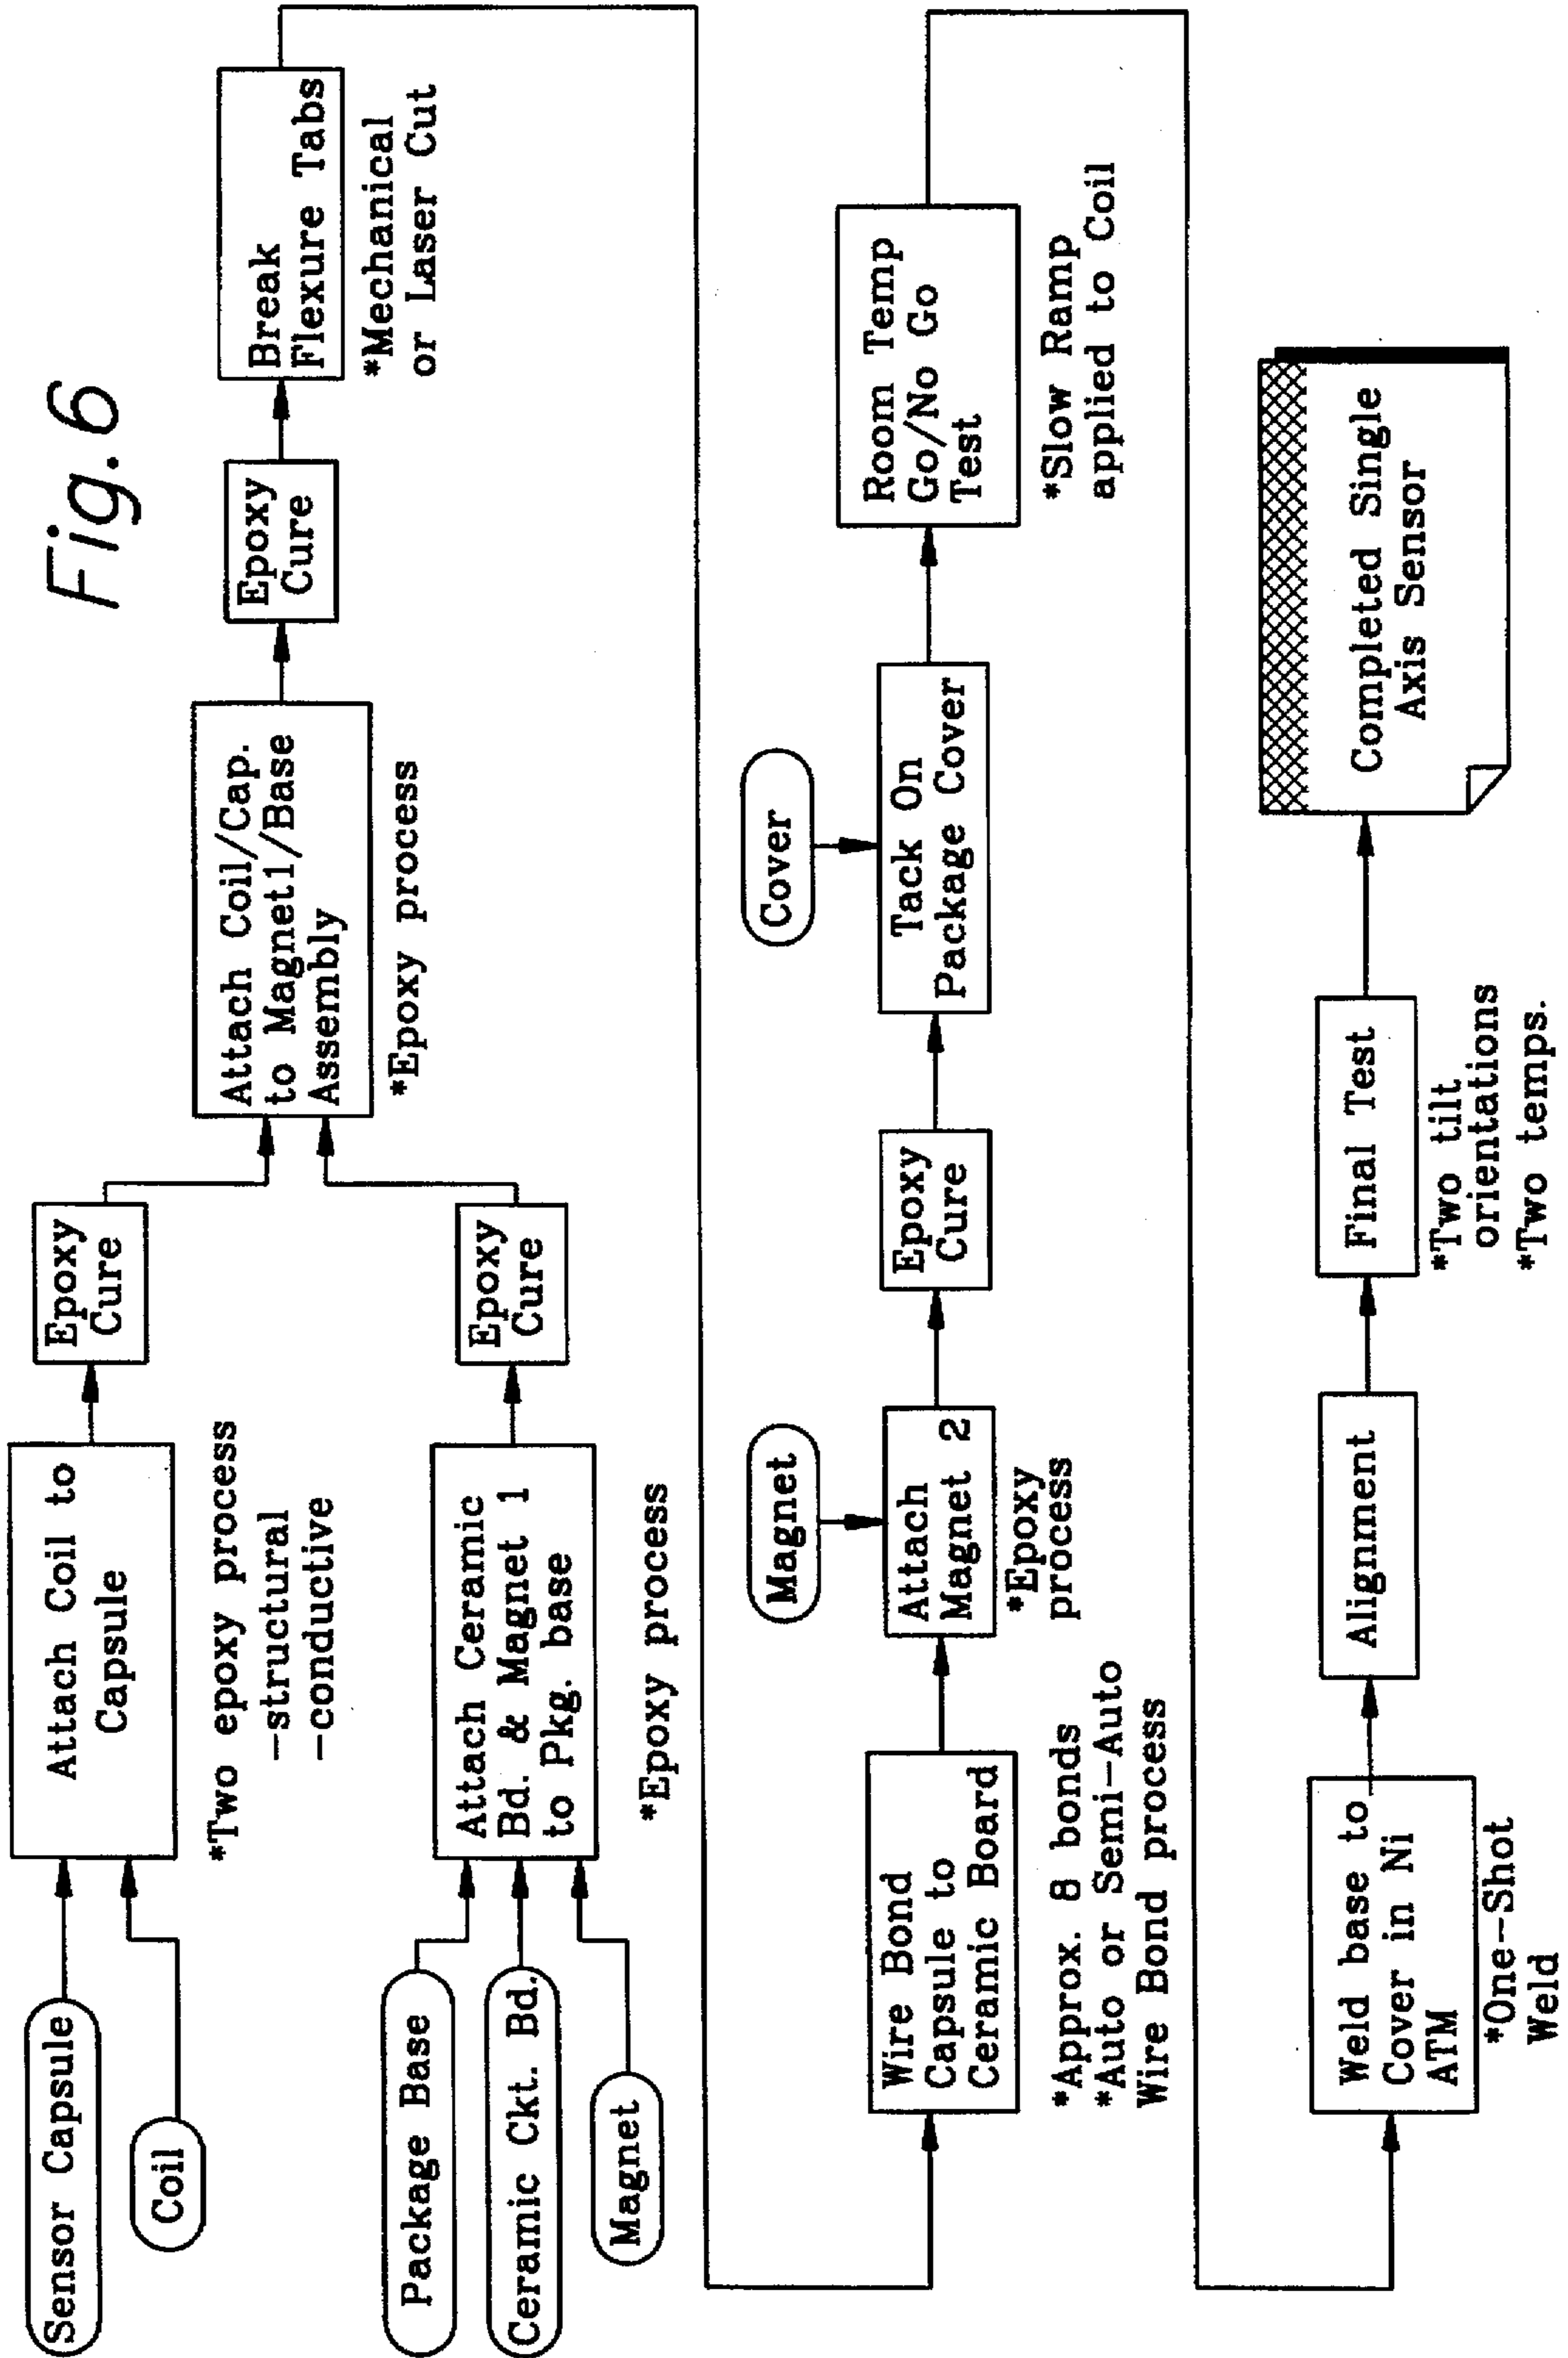 Fig. 6
Sensor Capsule
Coil
Attach Coil to
Capsule
*Two epoxy process
-structural
-conductive
Epoxy
Cure
Package Base
Ceramic Ckt. Bd.
Magnet
Attach Ceramic
Bd. & Magnet 1
to Pkg. base
*Epoxy process
Epoxy
Cure
Attach Coil/Cap.
to Magnet1/Base
Assembly
*Epoxy process
Epoxy
Cure
Break
Flexure Tabs
*Mechanical
or Laser Cut
Wire Bond
Capsule to
Ceramic Board
*Approx. 8 bonds
*Auto or Semi-Auto
Wire Bond process
Magnet
Attach
Magnet 2
*Epoxy
process
Epoxy
Cure
Cover
Tack On
Package Cover
Room Temp
Go/No Go
Test
*Slow Ramp
applied to Coil
Weld base to
Cover in Ni
ATM
*One-Shot
Weld
Alignment
Final Test
*Two tilt
orientations
*Two temps.
Completed Single
Axis Sensor